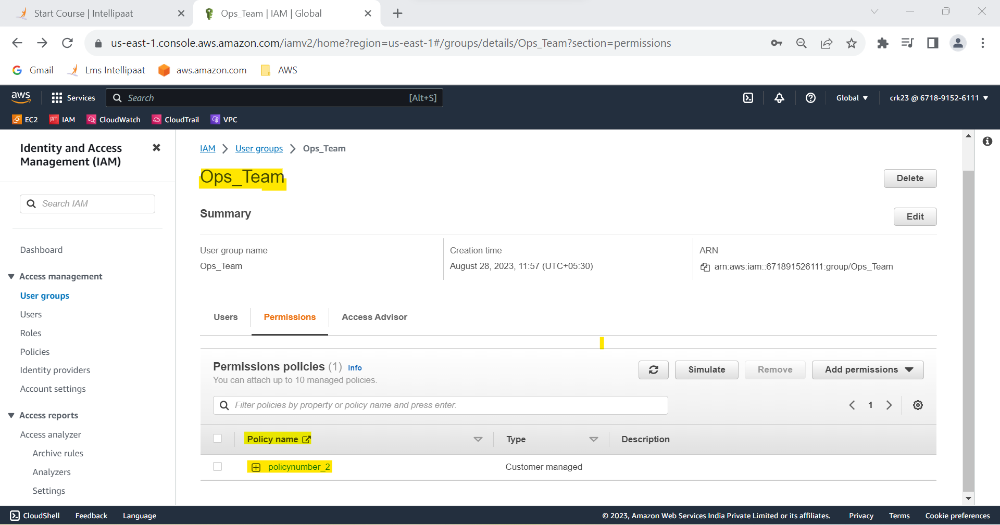 Start Course | Intellipaat
Ops_Team | IAM | Global
us-east-1.console.aws.amazon.com/iamv2/home?region=us-east-1#/groups/details/Ops_Team?section=permissions
Gmail
Lms Intellipaat
aws.amazon.com
AWS
aws
Services
Search
[Alt+S]
Global
crk23 @ 6718-9152-6111
EC2
IAM
CloudWatch
CloudTrail
VPC
Identity and Access
Management (IAM)
Search IAM
Dashboard
Access management
User groups
Users
Roles
Policies
Identity providers
Account settings
Access reports
Access analyzer
Archive rules
Analyzers
Settings
IAM
User groups
Ops_Team
Ops_Team
Delete
Summary
Edit
User group name
Ops_Team
Creation time
August 28, 2023, 11:57 (UTC+05:30)
ARN
arn:aws:iam::671891526111:group/Ops_Team
Users
Permissions
Access Advisor
Permissions policies (1) Info
You can attach up to 10 managed policies.
Simulate
Remove
Add permissions
Filter policies by property or policy name and press enter.
1
Policy name
Type
Description
policynumber_2
Customer managed
CloudShell
Feedback
Language
© 2023, Amazon Web Services India Private Limited or its affiliates.
Privacy
Terms
Cookie preferences